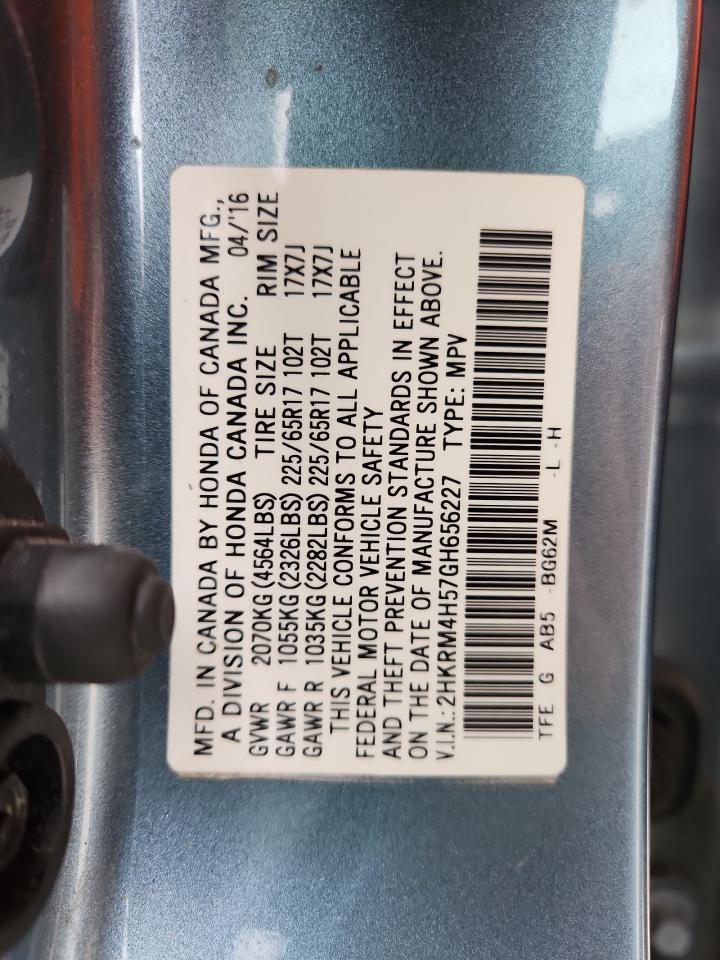 MFD. IN CANADA BY HONDA OF CANADA MFG.,
A DIVISION OF HONDA CANADA INC. 04/'16
GVWR 2070KG(4564LBS) TIRE SIZE RIM SIZE
GAWR F 1055KG(2326LBS) 225/65R17 102T 17X7J
GAWR R 1035KG(2282LBS) 225/65R17 102T 17X7J
THIS VEHICLE CONFORMS TO ALL APPLICABLE
FEDERAL MOTOR VEHICLE SAFETY
AND THEFT PREVENTION STANDARDS IN EFFECT
ON THE DATE OF MANUFACTURE SHOWN ABOVE.
V.I.N.: 2HKRM4H57GH656227 TYPE: MPV
TFE G AB5 -BG62M -L -H